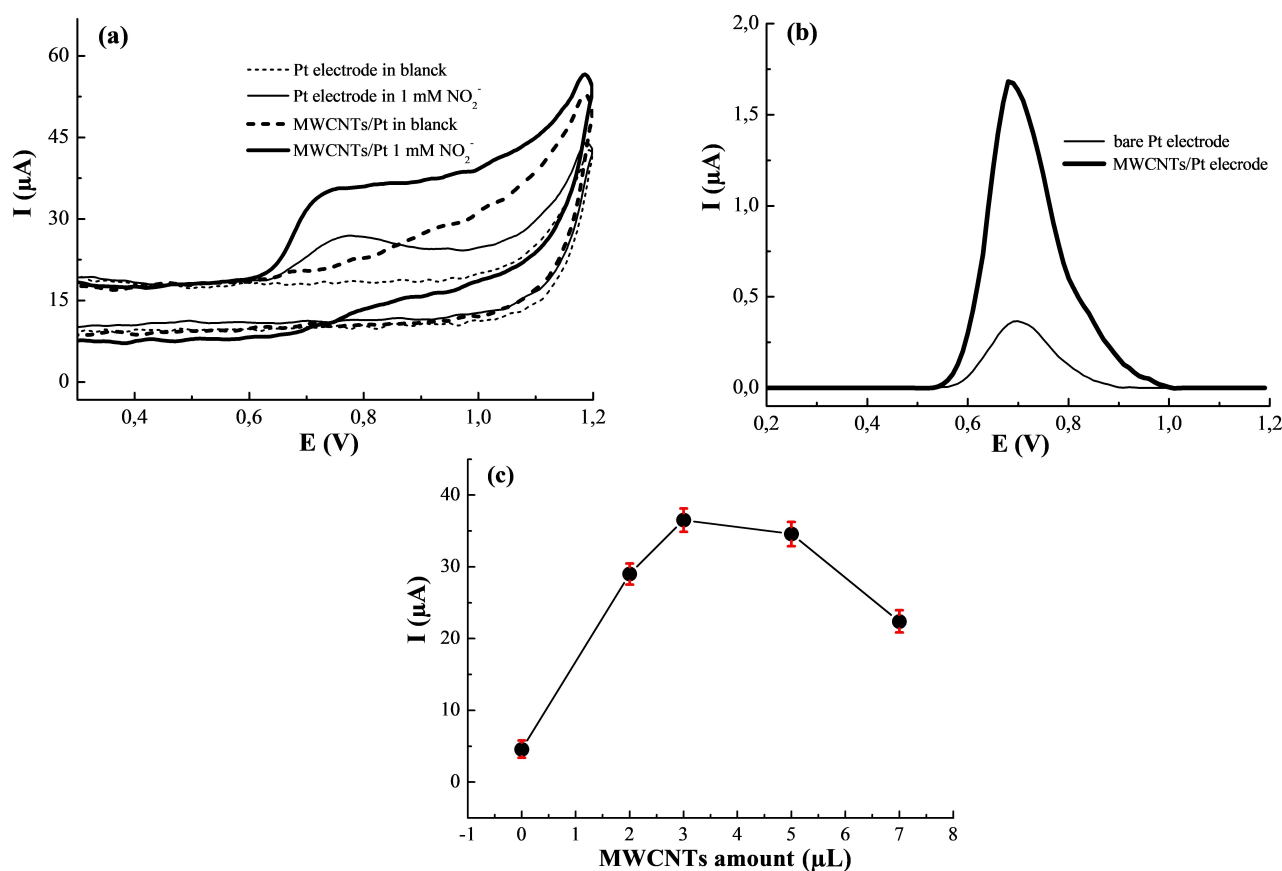 (a)
Pt electrode in blanck
Pt electrode in 1 mM NO₂⁻
MWCNTs/Pt in blanck
MWCNTs/Pt 1 mM NO₂⁻
60
45
30
15
0
I (µA)
0,4 0,6 0,8 1,0 1,2
E (V)
(b)
bare Pt electrode
MWCNTs/Pt elecrode
2,0
1,5
1,0
0,5
0,0
I (µA)
0,2 0,4 0,6 0,8 1,0 1,2
E (V)
(c)
40
30
20
10
0
I (µA)
-1 0 1 2 3 5 6 7 8
MWCNTs amount (µL)